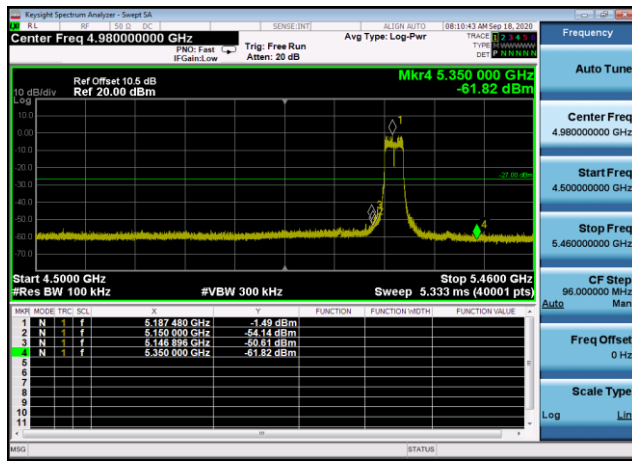 Keysight Spectrum Analyzer - Swept SA
RL RF 50 Ω DC SENSE:INT ALIGN AUTO 08:10:43 AM Sep 18, 2020
Center Freq 4.980000000 GHz
PNO: Fast
IFGain:Low
Trig: Free Run
Atten: 20 dB
Avg Type: Log-Pwr
TRACE 1 2 3 4 5 6
TYPE MWWWWW
DET P NNNNN
Ref Offset 10.5 dB
10 dB/div Ref 20.00 dBm
Mkr4 5.350 000 GHz
-61.82 dBm
Log
10.0
0.00
-10.0
-20.0
-30.0
-40.0
-50.0
-60.0
-70.0
1
-27.00 dBm
3
4
Start 4.5000 GHz Stop 5.4600 GHz
#Res BW 100 kHz #VBW 300 kHz Sweep 5.333 ms (40001 pts)
MKR MODE TRC SCL X Y FUNCTION FUNCTION WIDTH FUNCTION VALUE
1 N 1 f 5.187 480 GHz -1.49 dBm
2 N 1 f 5.150 000 GHz -54.14 dBm
3 N 1 f 5.146 896 GHz -50.61 dBm
4 N 1 f 5.350 000 GHz -61.82 dBm
5
6
7
8
9
10
11
MSG STATUS
Frequency
Auto Tune
Center Freq
4.980000000 GHz
Start Freq
4.500000000 GHz
Stop Freq
5.460000000 GHz
CF Step
96.000000 MHz
Auto Man
Freq Offset
0 Hz
Scale Type
Log Lin